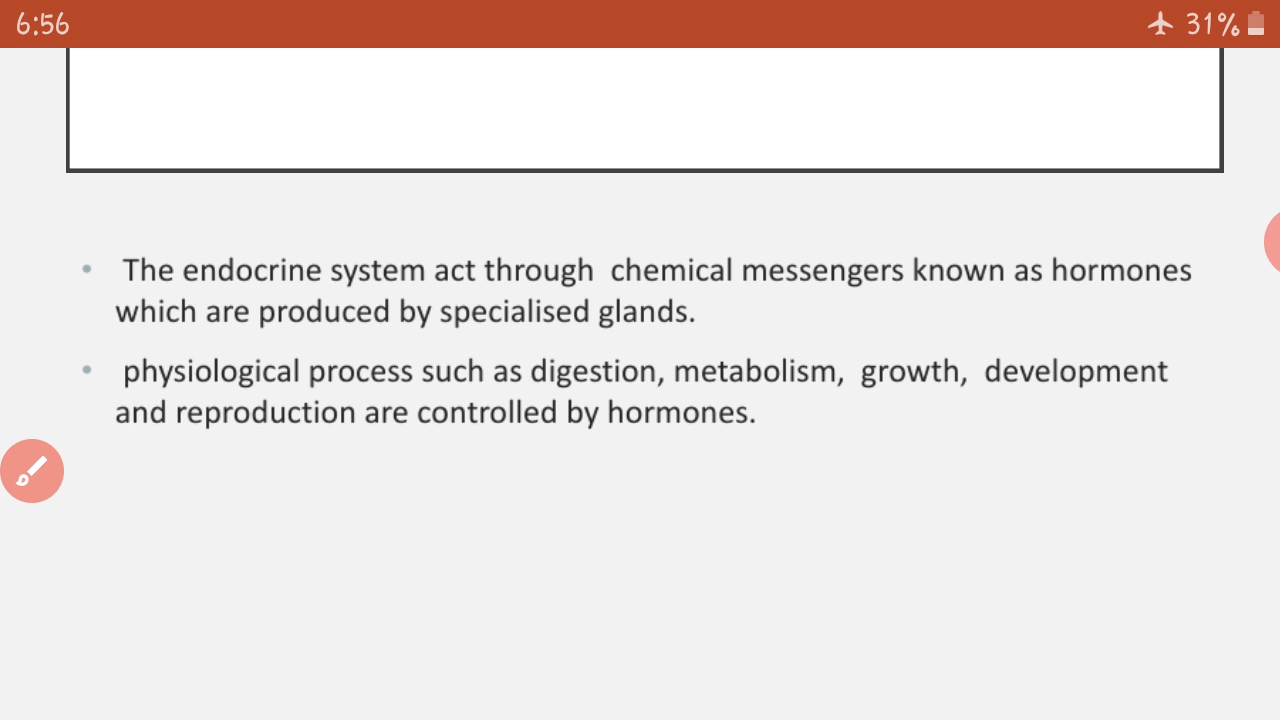 6:56 31%
• The endocrine system act through chemical messengers known as hormones
which are produced by specialised glands.
• physiological process such as digestion, metabolism, growth, development
and reproduction are controlled by hormones.